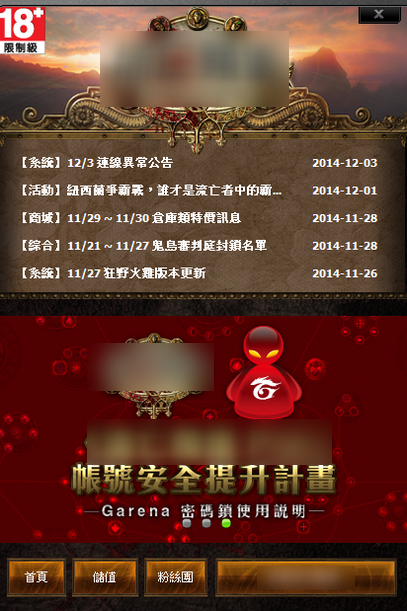 18+
限制級
【系統】12/3 連線異常公告 2014-12-03
【活動】紐西蘭爭霸戰，誰才是流亡者中的霸... 2014-12-01
【商城】11/29 ~ 11/30 倉庫類特價訊息 2014-11-28
【綜合】11/21 ~ 11/27 鬼島審判庭封鎖名單 2014-11-28
【系統】11/27 狂野火雞版本更新 2014-11-26
帳號安全提升計畫
—Garena 密碼鎖使用說明—
首頁 儲值 粉絲團